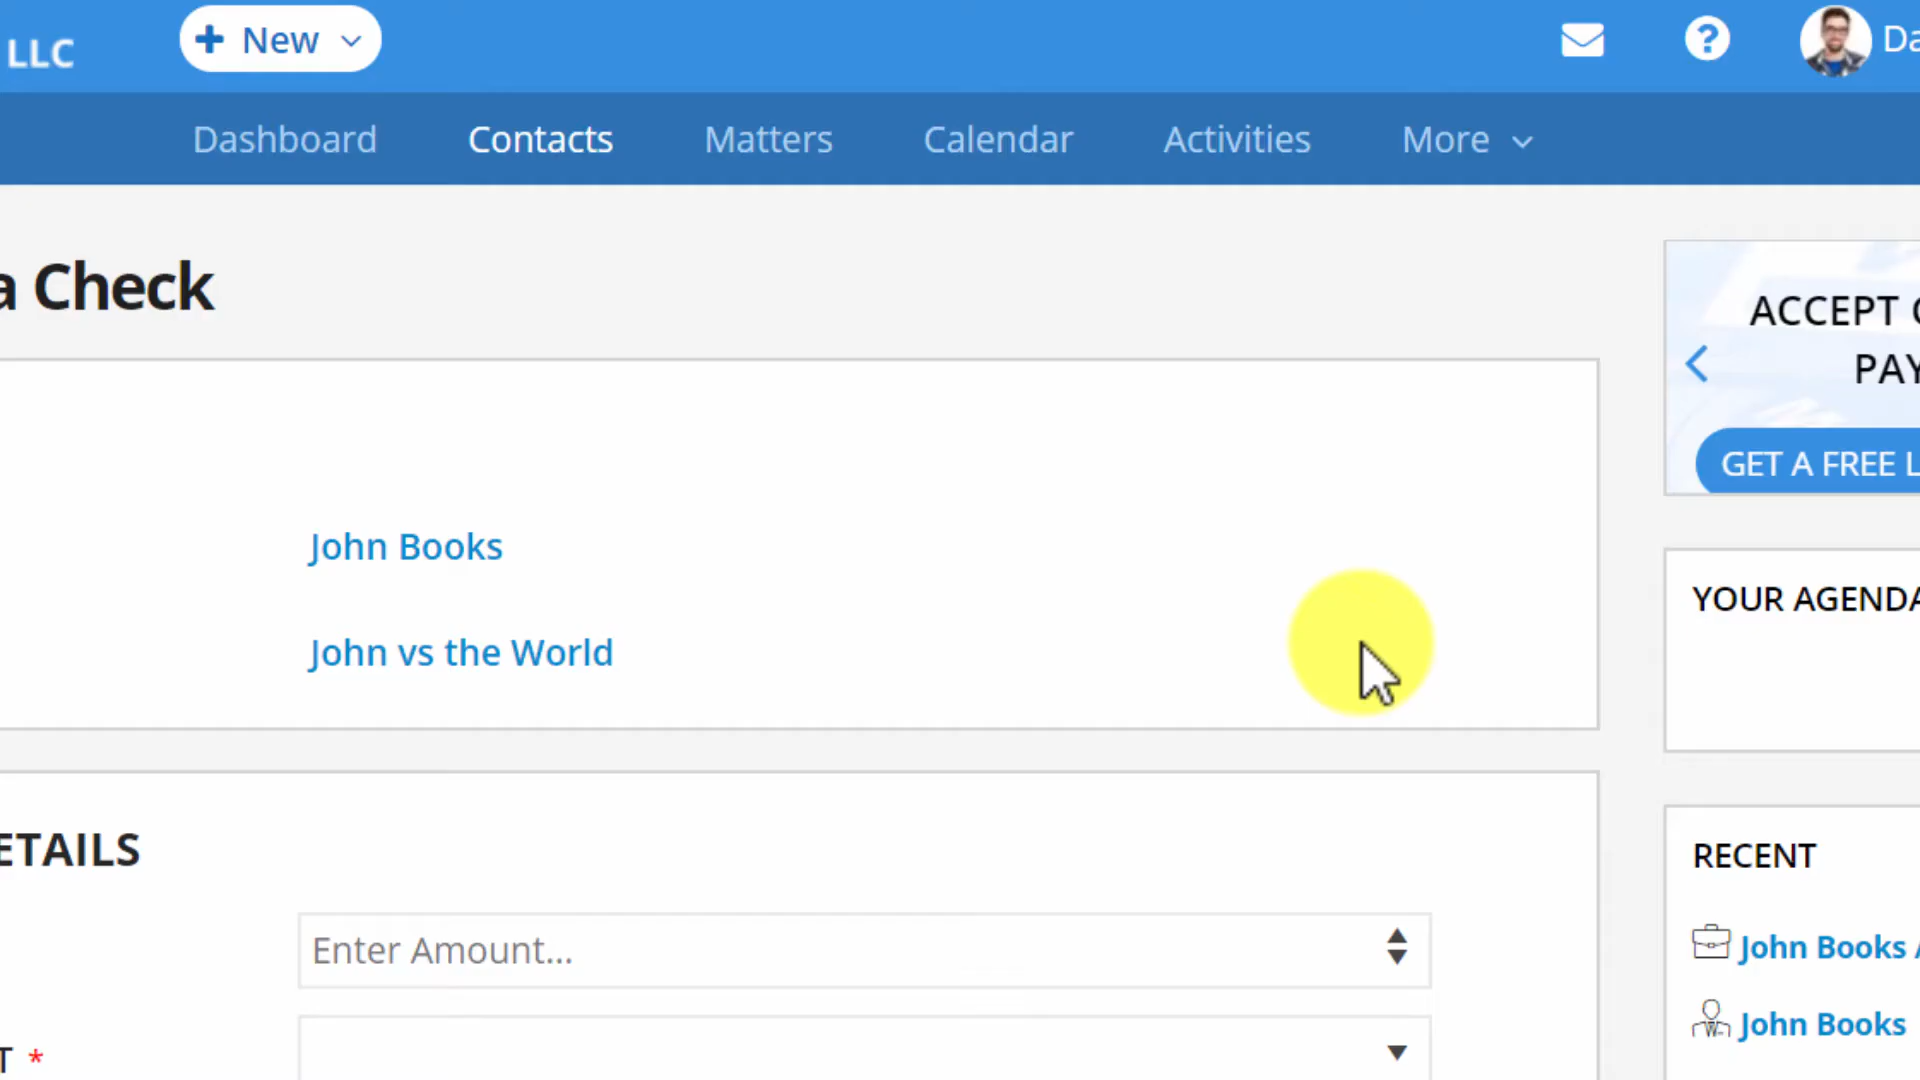 LLC
+ New
Da
Dashboard Contacts Matters Calendar Activities More
a Check
ACCEPT
PAY
GET A FREE L
John Books
John vs the World
YOUR AGENDA
ETAILS
RECENT
Enter Amount...
John Books
John Books
T *